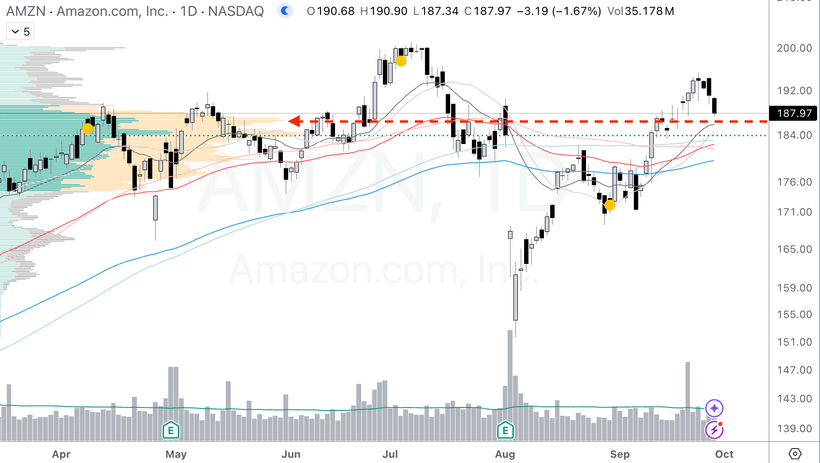 AMZN · Amazon.com, Inc. · 1D · NASDAQ O190.68 H190.90 L187.34 C187.97 −3.19 (−1.67%) Vol35.178M
5
200.00
192.00
187.97
184.00
176.00
171.00
165.00
159.00
155.00
151.00
147.00
143.00
139.00
AMZN, 1D
Amazon.com, Inc.
E E
Apr May Jun Jul Aug Sep Oct